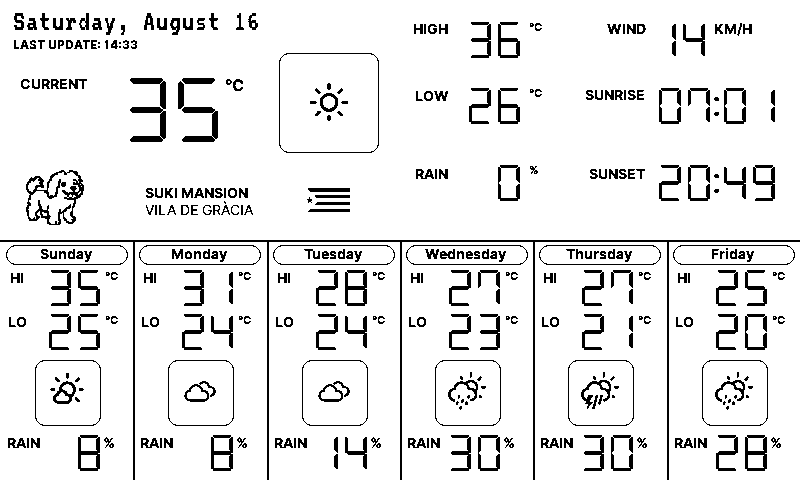 Saturday, August 16
LAST UPDATE: 14:33
CURRENT 35 °C
HIGH 36 °C
WIND 14 KM/H
LOW 26 °C
SUNRISE 07:01
RAIN 0 %
SUNSET 20:49
SUKI MANSION
VILA DE GRÀCIA
Sunday
HI 35 °C
LO 25 °C
RAIN 8 %
Monday
HI 31 °C
LO 24 °C
RAIN 8 %
Tuesday
HI 28 °C
LO 24 °C
RAIN 14 %
Wednesday
HI 27 °C
LO 23 °C
RAIN 30 %
Thursday
HI 27 °C
LO 21 °C
RAIN 30 %
Friday
HI 25 °C
LO 20 °C
RAIN 28 %